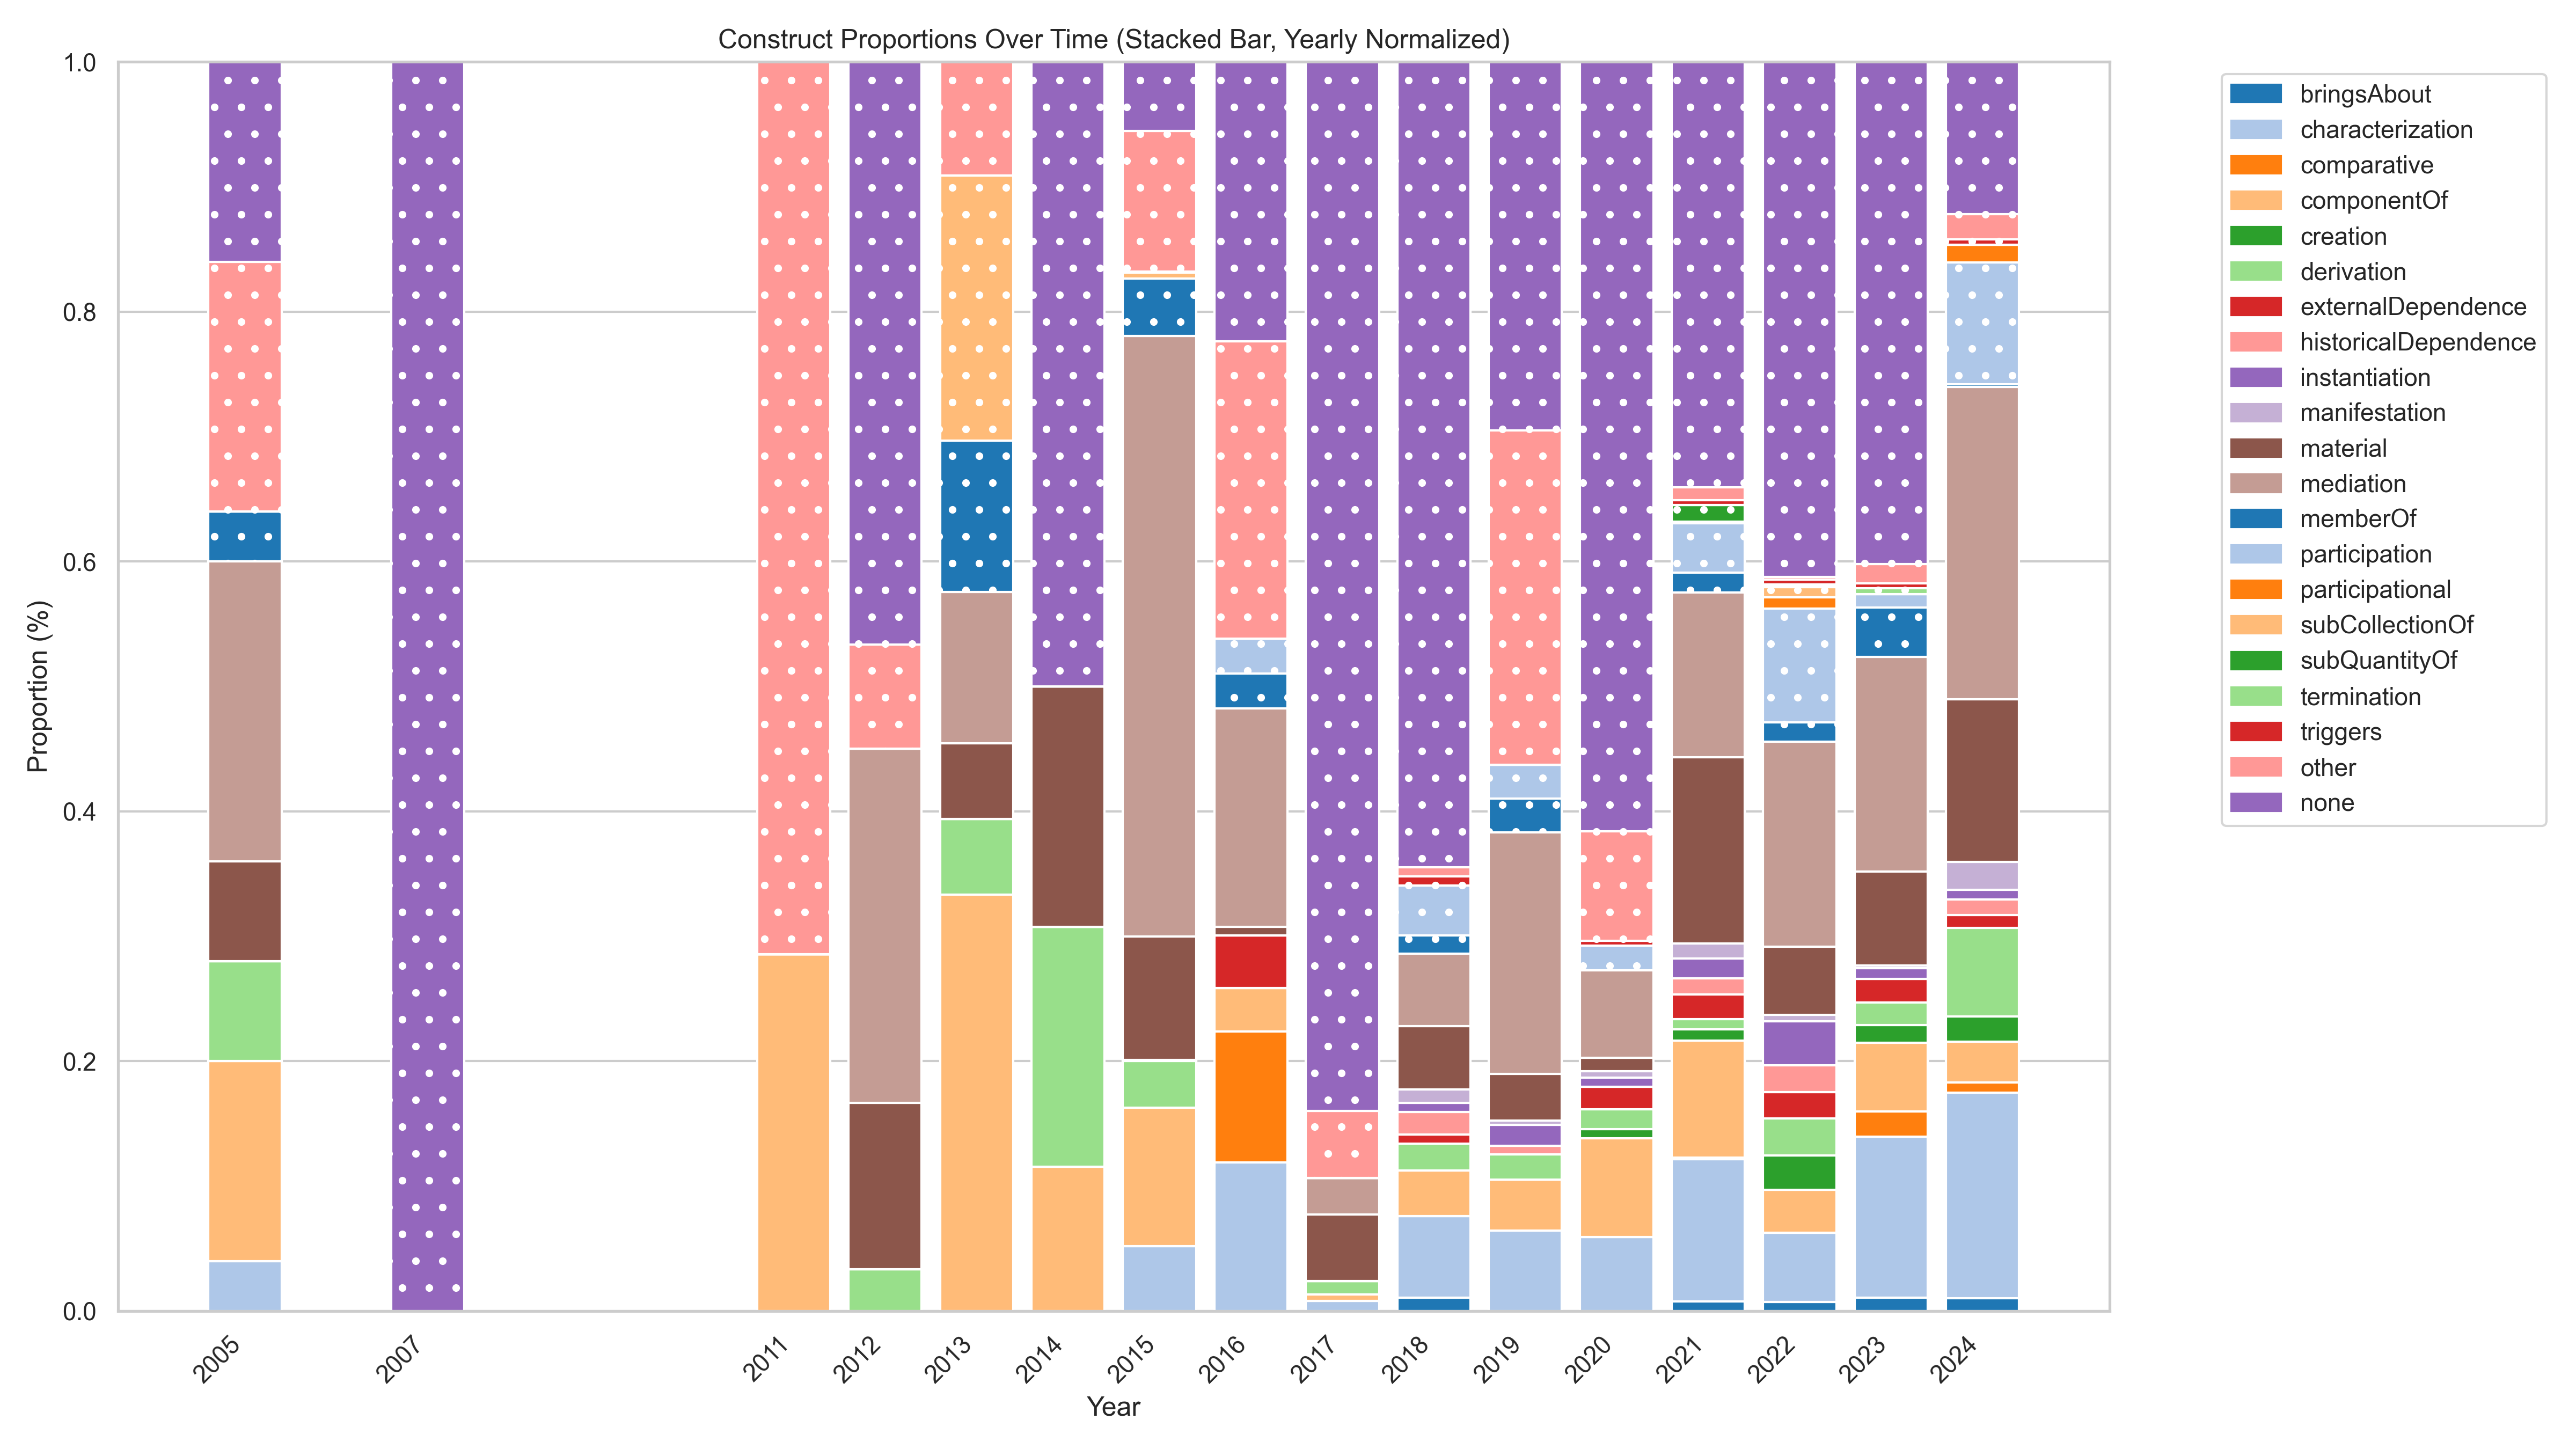 Construct Proportions Over Time (Stacked Bar, Yearly Normalized)
1.0
0.8
0.6
0.4
0.2
0.0
Proportion (%)
2005
2007
2011
2012
2013
2014
2015
2016
2017
2018
2019
2020
2021
2022
2023
2024
Year
bringsAbout
characterization
comparative
componentOf
creation
derivation
externalDependence
historicalDependence
instantiation
manifestation
material
mediation
memberOf
participation
participational
subCollectionOf
subQuantityOf
termination
triggers
other
none